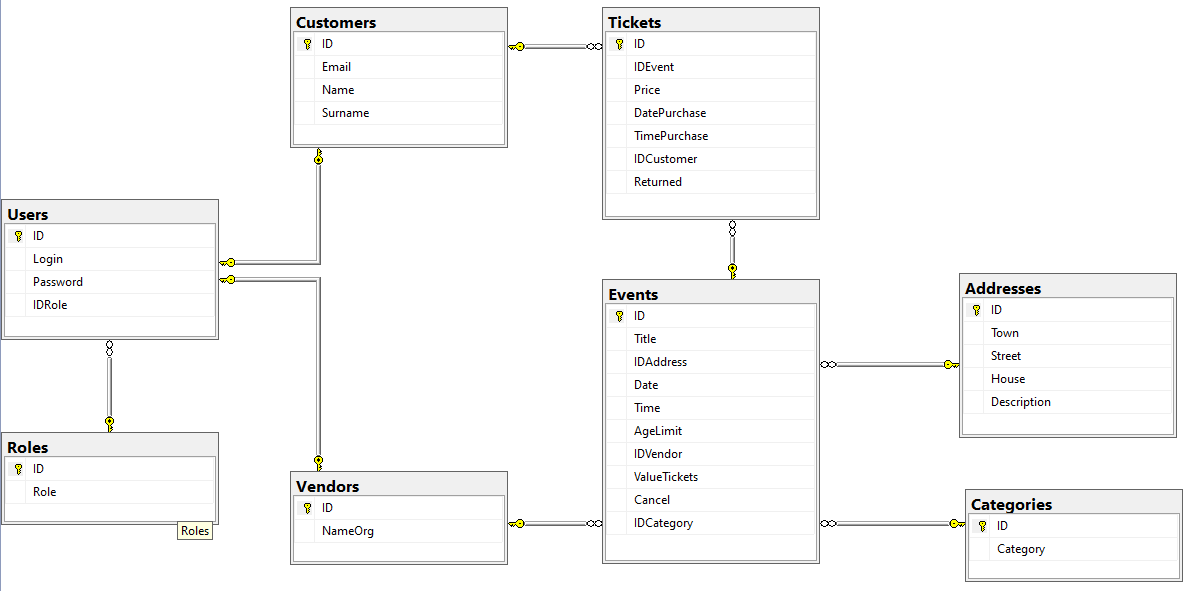 Customers
ID
Email
Name
Surname
Tickets
ID
IDEvent
Price
DatePurchase
TimePurchase
IDCustomer
Returned
Users
ID
Login
Password
IDRole
Events
ID
Title
IDAddress
Date
Time
AgeLimit
IDVendor
ValueTickets
Cancel
IDCategory
Addresses
ID
Town
Street
House
Description
Roles
ID
Role
Roles
Vendors
ID
NameOrg
Categories
ID
Category